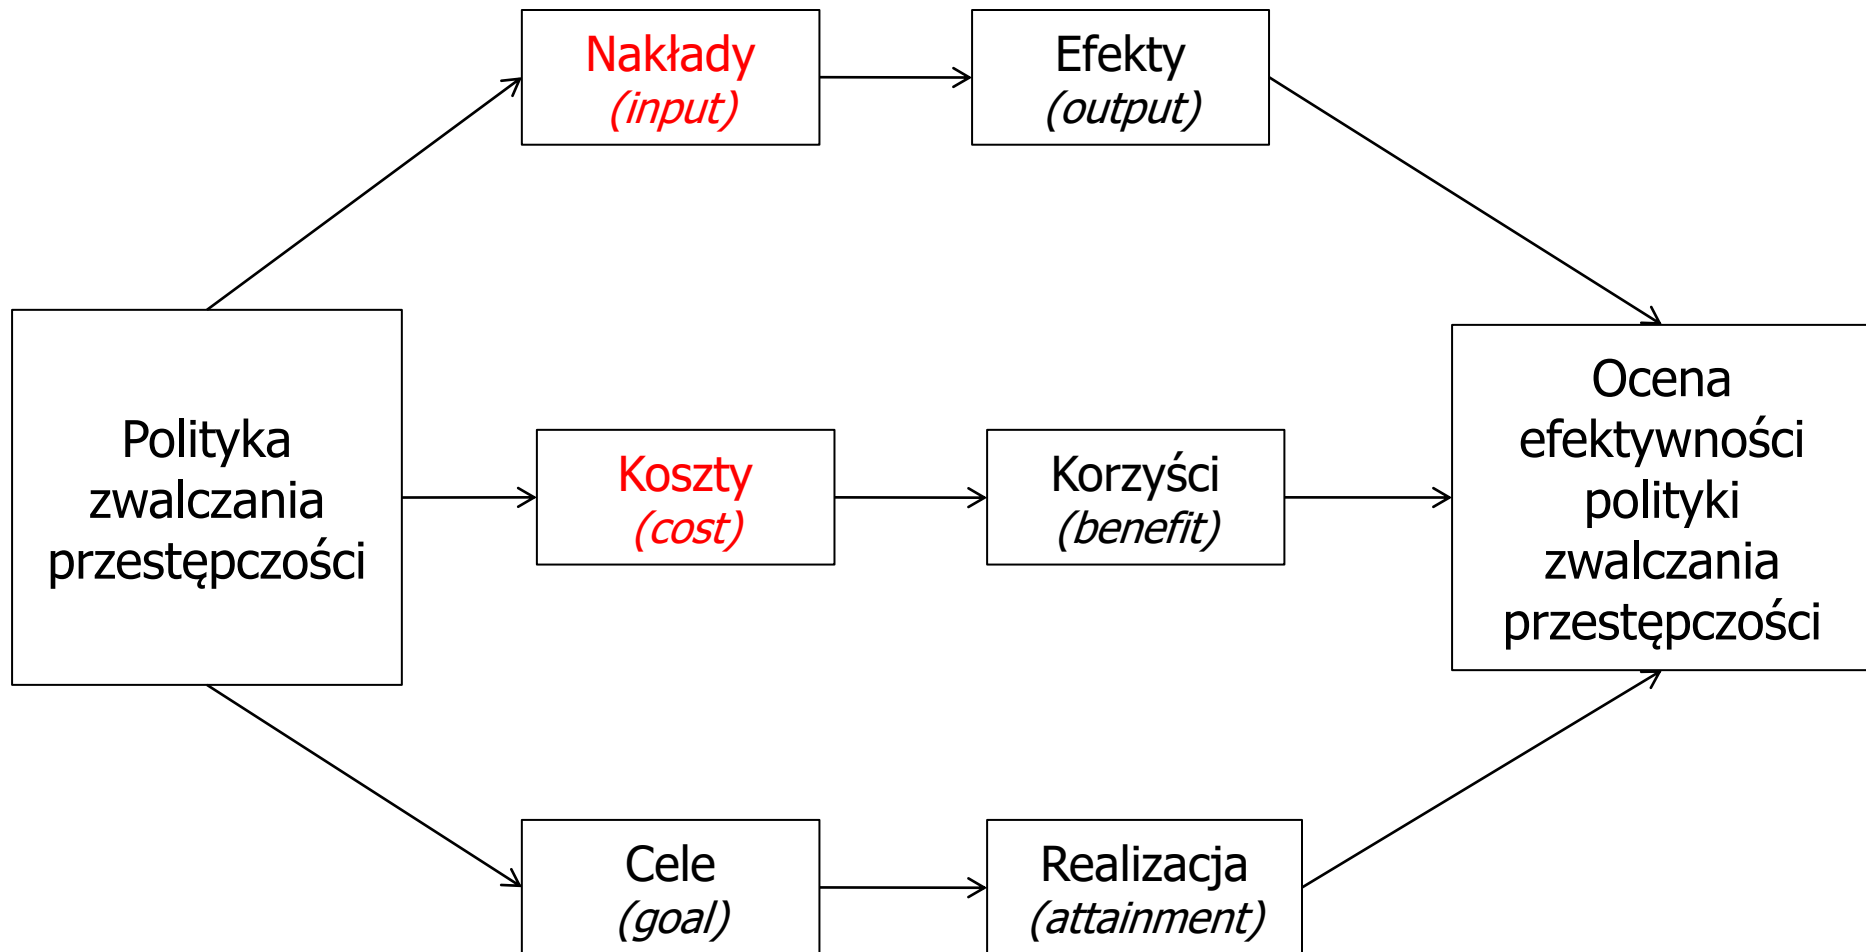 Nakłady
(input)
Efekty
(output)
Polityka
zwalczania
przestępczości
Koszty
(cost)
Korzyści
(benefit)
Ocena
efektywności
polityki
zwalczania
przestępczości
Cele
(goal)
Realizacja
(attainment)